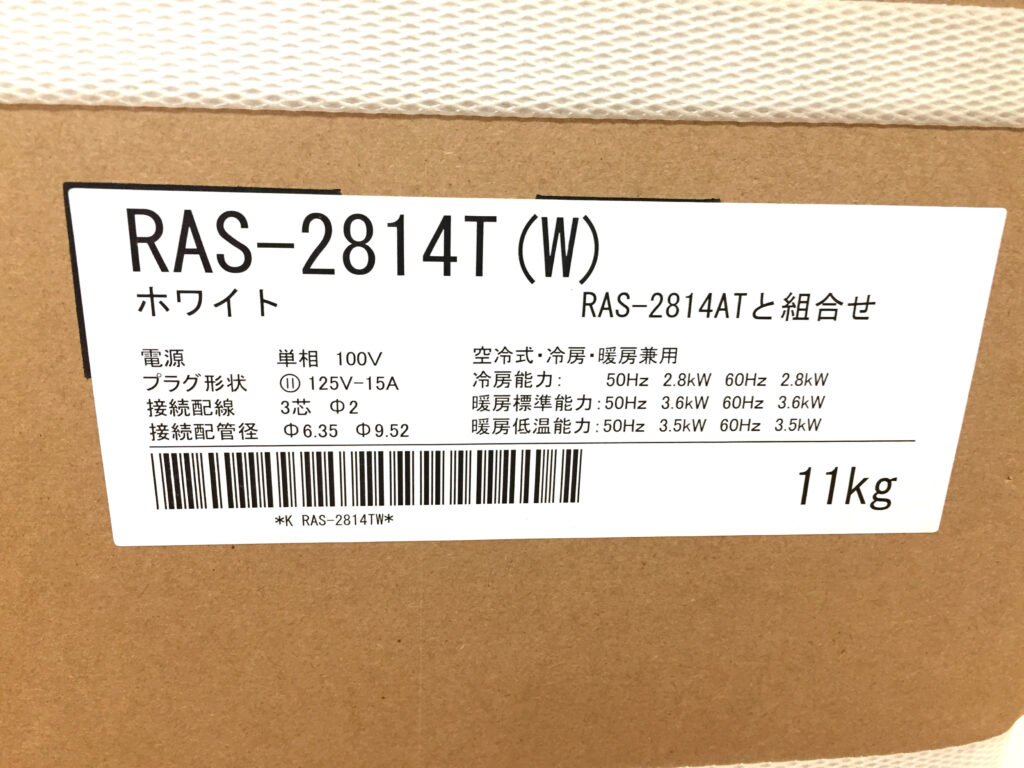 RAS-2814T(W)
ホワイト
RAS-2814ATと組合せ
電源 単相 100V
プラグ形状 125V-15A
接続配線 3芯 Φ2
接続配管径 Φ6.35 Φ9.52
空冷式・冷房・暖房兼用
冷房能力: 50Hz 2.8kW 60Hz 2.8kW
暖房標準能力:50Hz 3.6kW 60Hz 3.6kW
暖房低温能力:50Hz 3.5kW 60Hz 3.5kW
*K RAS-2814TW*
11kg